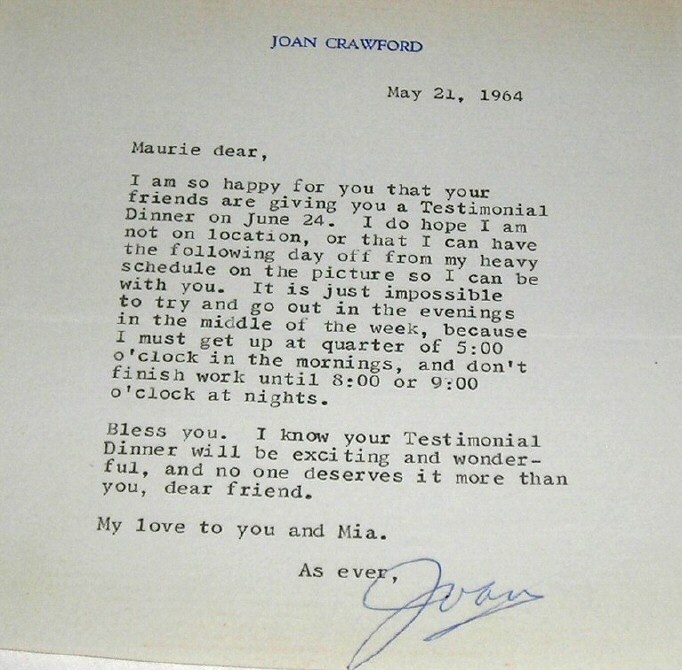 JOAN CRAWFORD
May 21, 1964
Maurie dear,
I am so happy for you that your
friends are giving you a Testimonial
Dinner on June 24.  I do hope I am
not on location, or that I can have
the following day off from my heavy
schedule on the picture so I can be
with you.  It is just impossible
to try and go out in the evenings
in the middle of the week, because
I must get up at quarter of 5:00
o'clock in the mornings, and don't
finish work until 8:00 or 9:00
o'clock at nights.
Bless you.  I know your Testimonial
Dinner will be exciting and wonder-
ful, and no one deserves it more than
you, dear friend.
My love to you and Mia.
As ever,
Joan